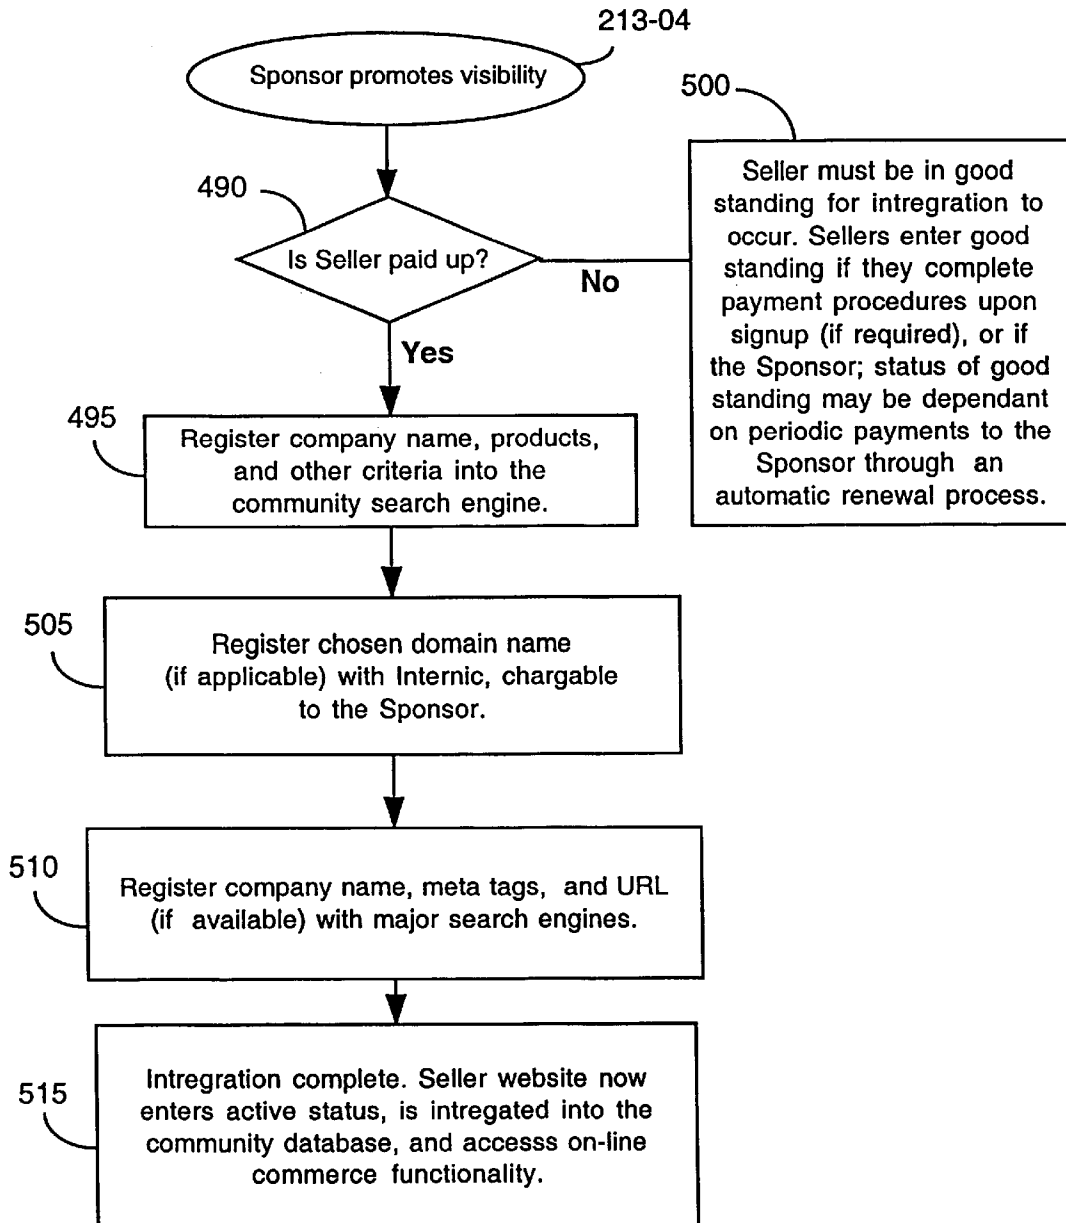 213-04
Sponsor promotes visibility
490
Is Seller paid up?
No
Yes
500
Seller must be in good
standing for intregration to
occur. Sellers enter good
standing if they complete
payment procedures upon
signup (if required), or if
the Sponsor; status of good
standing may be dependant
on periodic payments to the
Sponsor through an
automatic renewal process.
495
Register company name, products,
and other criteria into the
community search engine.
505
Register chosen domain name
(if applicable) with Internic, chargable
to the Sponsor.
510
Register company name, meta tags, and URL
(if available) with major search engines.
515
Intregration complete. Seller website now
enters active status, is intregated into the
community database, and accesss on-line
commerce functionality.